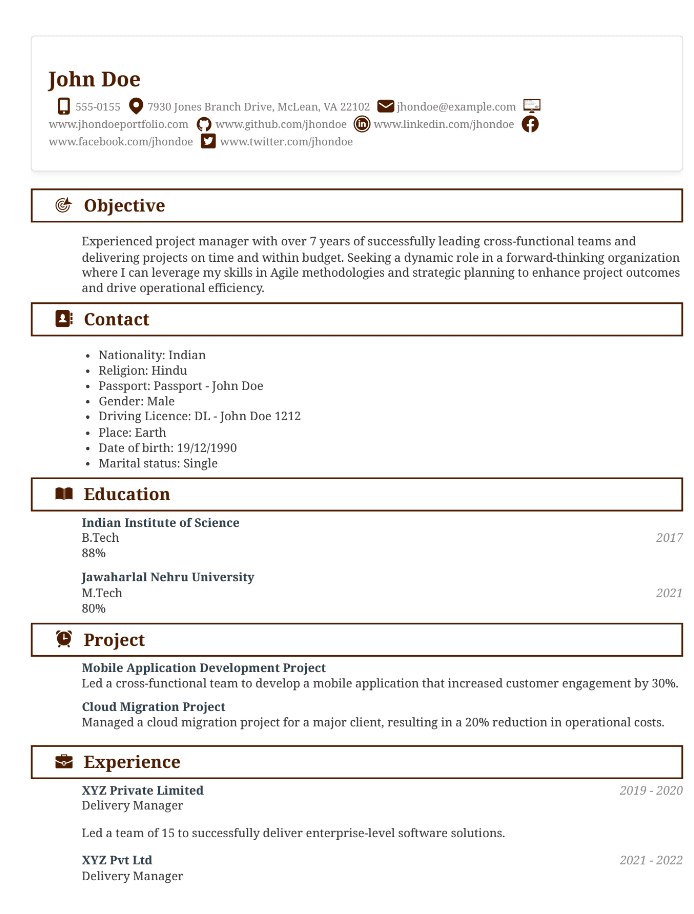 John Doe
555-0155 7930 Jones Branch Drive, McLean, VA 22102 jhondoe@example.com
www.jhondoeportfolio.com www.github.com/jhondoe www.linkedin.com/jhondoe
www.facebook.com/jhondoe www.twitter.com/jhondoe
Objective
Experienced project manager with over 7 years of successfully leading cross-functional teams and
delivering projects on time and within budget. Seeking a dynamic role in a forward-thinking organization
where I can leverage my skills in Agile methodologies and strategic planning to enhance project outcomes
and drive operational efficiency.
Contact
• Nationality: Indian
• Religion: Hindu
• Passport: Passport - John Doe
• Gender: Male
• Driving Licence: DL - John Doe 1212
• Place: Earth
• Date of birth: 19/12/1990
• Marital status: Single
Education
Indian Institute of Science
B.Tech 2017
88%
Jawaharlal Nehru University
M.Tech 2021
80%
Project
Mobile Application Development Project
Led a cross-functional team to develop a mobile application that increased customer engagement by 30%.
Cloud Migration Project
Managed a cloud migration project for a major client, resulting in a 20% reduction in operational costs.
Experience
XYZ Private Limited 2019 - 2020
Delivery Manager
Led a team of 15 to successfully deliver enterprise-level software solutions.
XYZ Pvt Ltd 2021 - 2022
Delivery Manager